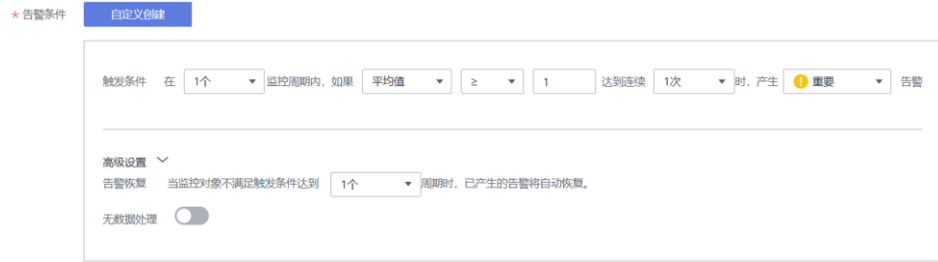 * 告警条件 自定义创建
触发条件 在 1个 监控周期内，如果 平均值 ≥ 1 达到连续 1次 时，产生 重要 告警
高级设置
告警恢复 当监控对象不满足触发条件达到 1个 周期时，已产生的告警将自动恢复。
无数据处理